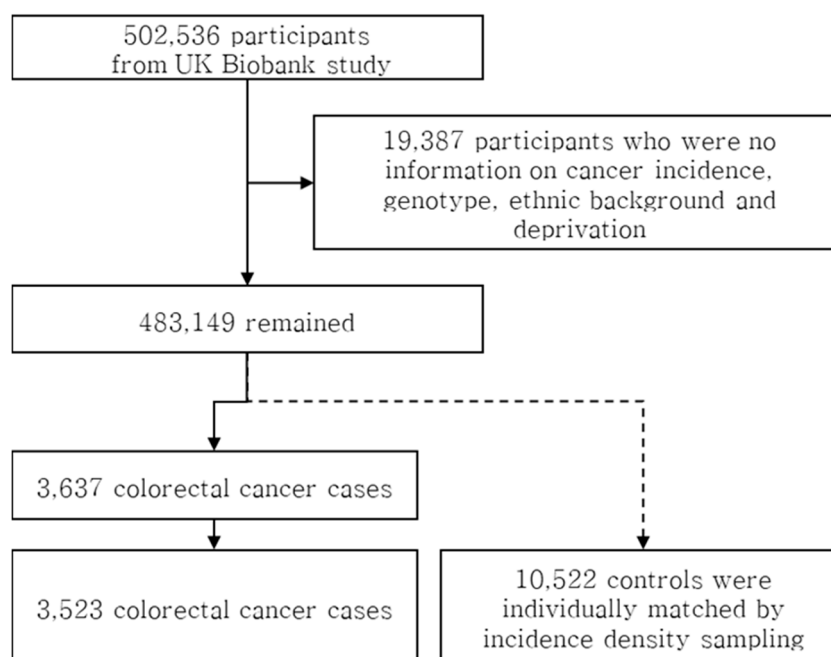 502,536 participants
from UK Biobank study
19,387 participants who were no
information on cancer incidence,
genotype, ethnic background and
deprivation
483,149 remained
3,637 colorectal cancer cases
3,523 colorectal cancer cases
10,522 controls were
individually matched by
incidence density sampling